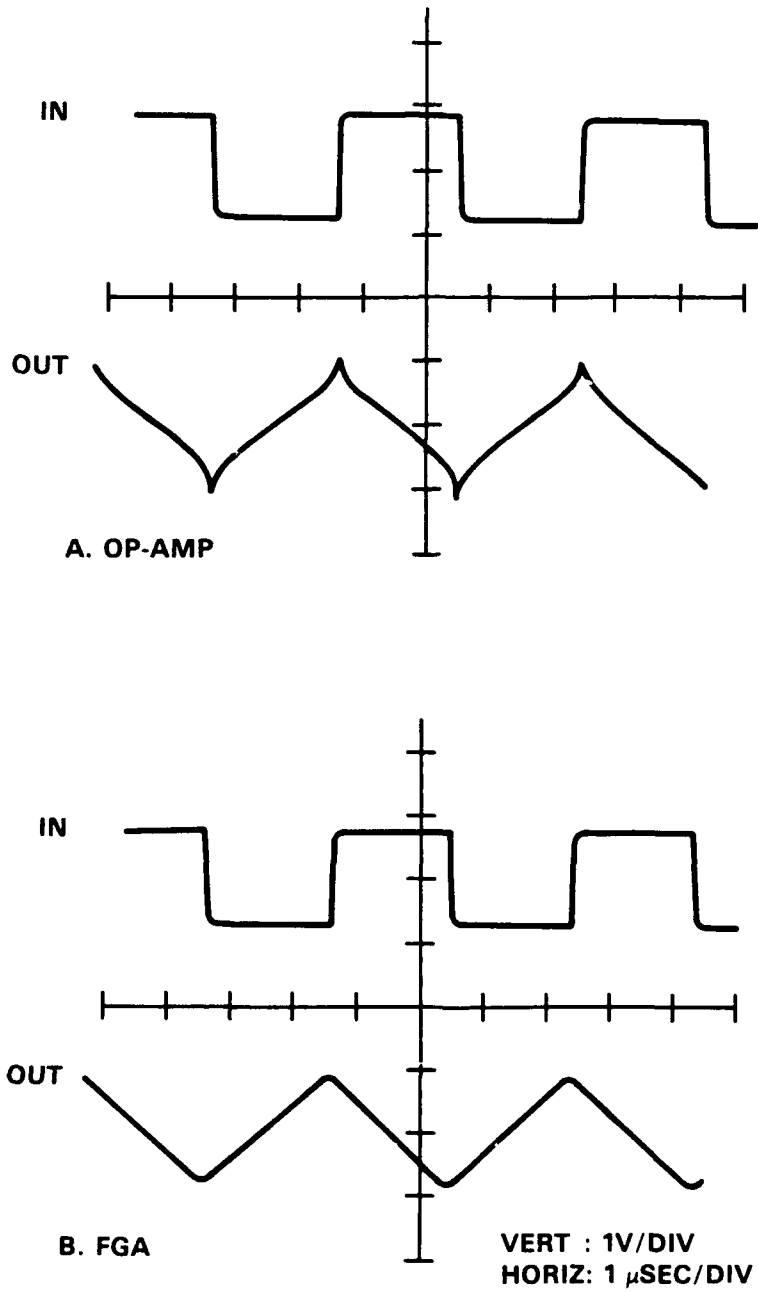 IN
OUT
A. OP-AMP
IN
OUT
B. FGA
VERT : 1V/DIV
HORIZ: 1 μSEC/DIV